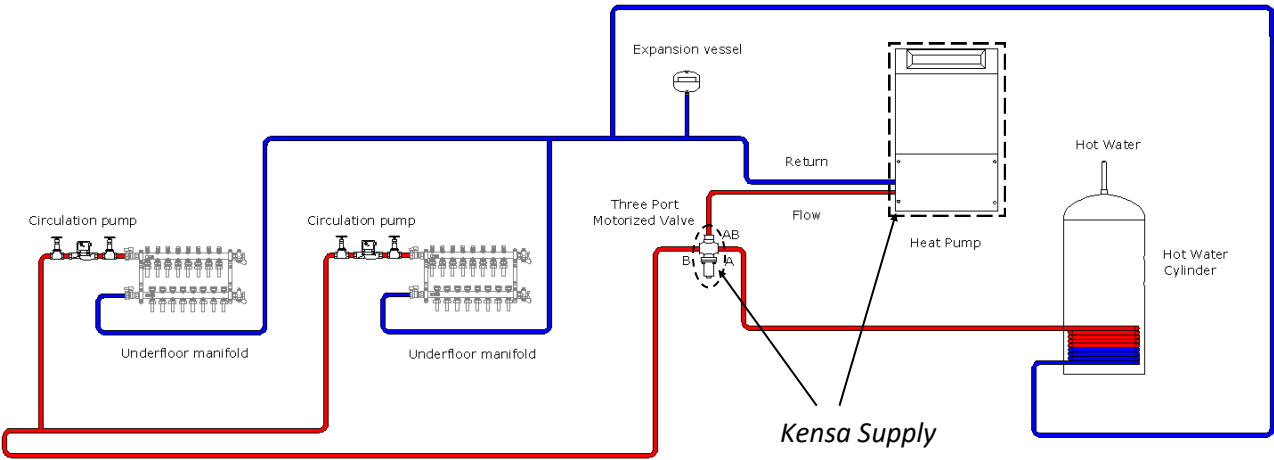 Expansion vessel
Hot Water
Return
Three Port
Motorized Valve
Flow
Circulation pump
Circulation pump
AB
Heat Pump
B
A
Hot Water
Cylinder
Underfloor manifold
Underfloor manifold
Kensa Supply